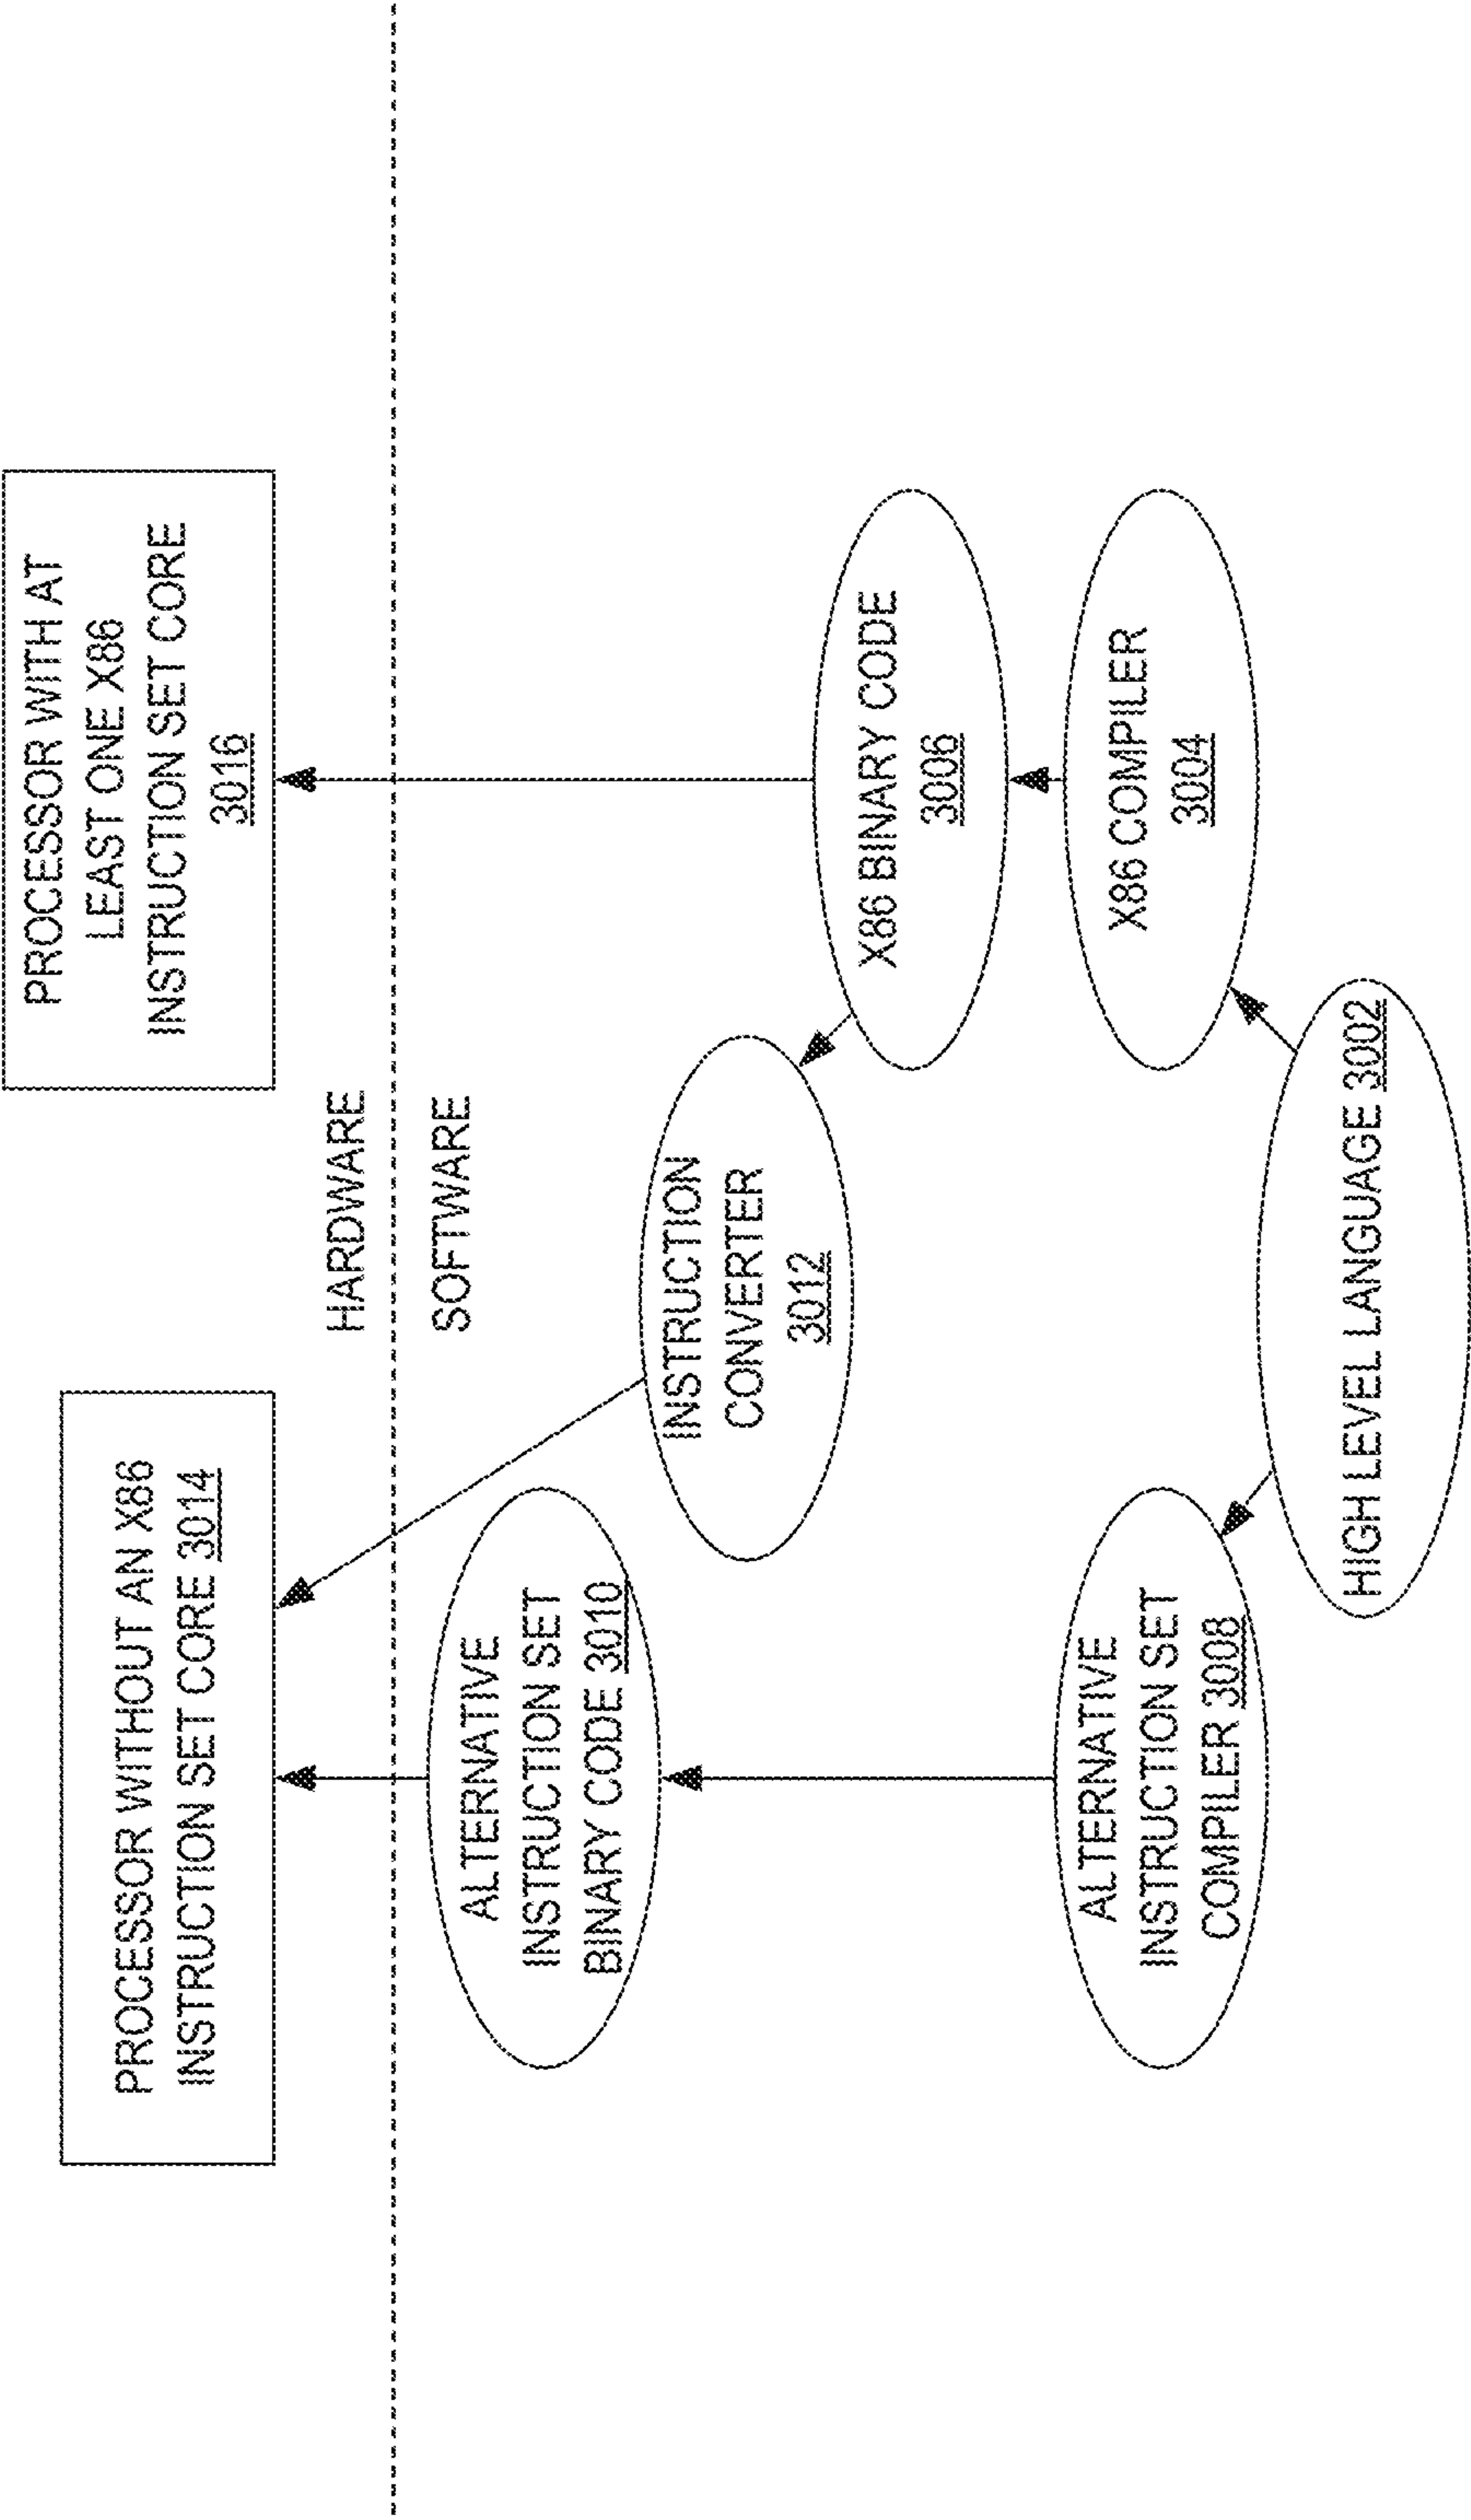 PROCESSOR WITHOUT AN X86
INSTRUCTION SET CORE 3014
PROCESSOR WITH AT
LEAST ONE X86
INSTRUCTION SET CORE
3016
HARDWARE
SOFTWARE
ALTERNATIVE
INSTRUCTION SET
BINARY CODE 3010
INSTRUCTION
CONVERTER
3012
X86 BINARY CODE
3006
ALTERNATIVE
INSTRUCTION SET
COMPILER 3008
X86 COMPILER
3004
HIGH LEVEL LANGUAGE 3002